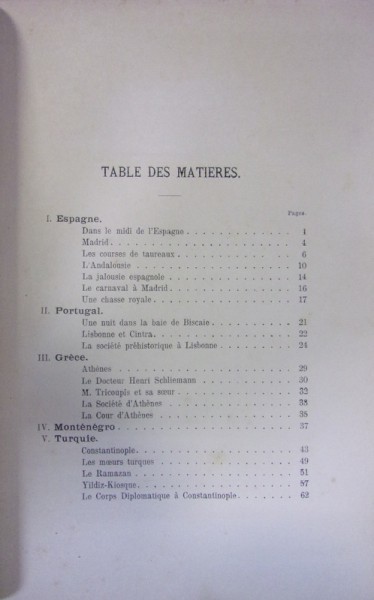 TABLE DES MATIERES.
Pages
I. Espagne.
Dans le midi de l'Espagne . . . . . . . . . . . . 1
Madrid . . . . . . . . . . . . . . . . . . . . 4
Les courses de taureaux . . . . . . . . . . . . 6
L'Andalousie . . . . . . . . . . . . . . . . . 10
La jalousie espagnole . . . . . . . . . . . . . 14
Le carnaval à Madrid . . . . . . . . . . . . . 16
Une chasse royale . . . . . . . . . . . . . . . 17
II. Portugal.
Une nuit dans la baie de Biscaie . . . . . . . . 21
Lisbonne et Cintra . . . . . . . . . . . . . . 22
La société préhistorique à Lisbonne . . . . . . . 24
III. Grèce.
Athènes . . . . . . . . . . . . . . . . . . . 29
Le Docteur Henri Schliemann . . . . . . . . . . 30
M. Tricoupis et sa sœur . . . . . . . . . . . . 32
La Société d'Athènes . . . . . . . . . . . . . 33
La Cour d'Athènes . . . . . . . . . . . . . . . 35
IV. Monténégro . . . . . . . . . . . . . . . . . 37
V. Turquie.
Constantinople . . . . . . . . . . . . . . . . 43
Les mœurs turques . . . . . . . . . . . . . . . 49
Le Ramazan . . . . . . . . . . . . . . . . . . 51
Yildiz-Kiosque . . . . . . . . . . . . . . . . 57
Le Corps Diplomatique à Constantinople . . . . . . 62